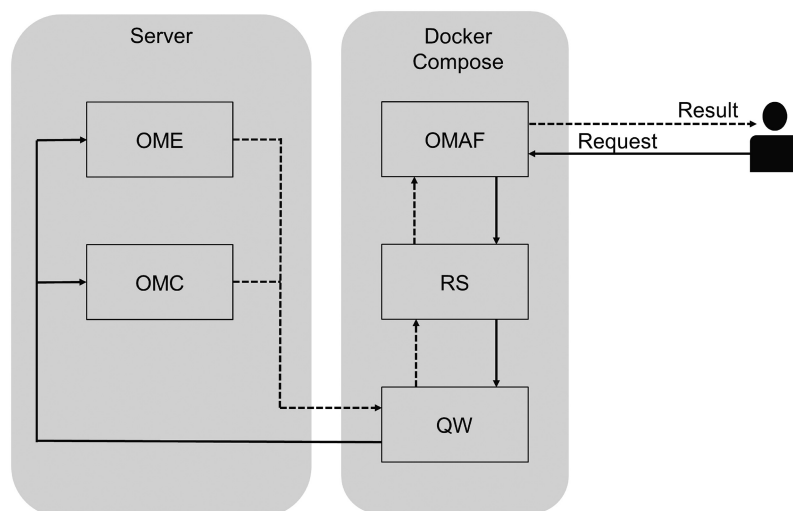 Server
Docker
Compose
OME
OMAF
Result
Request
OMC
RS
QW